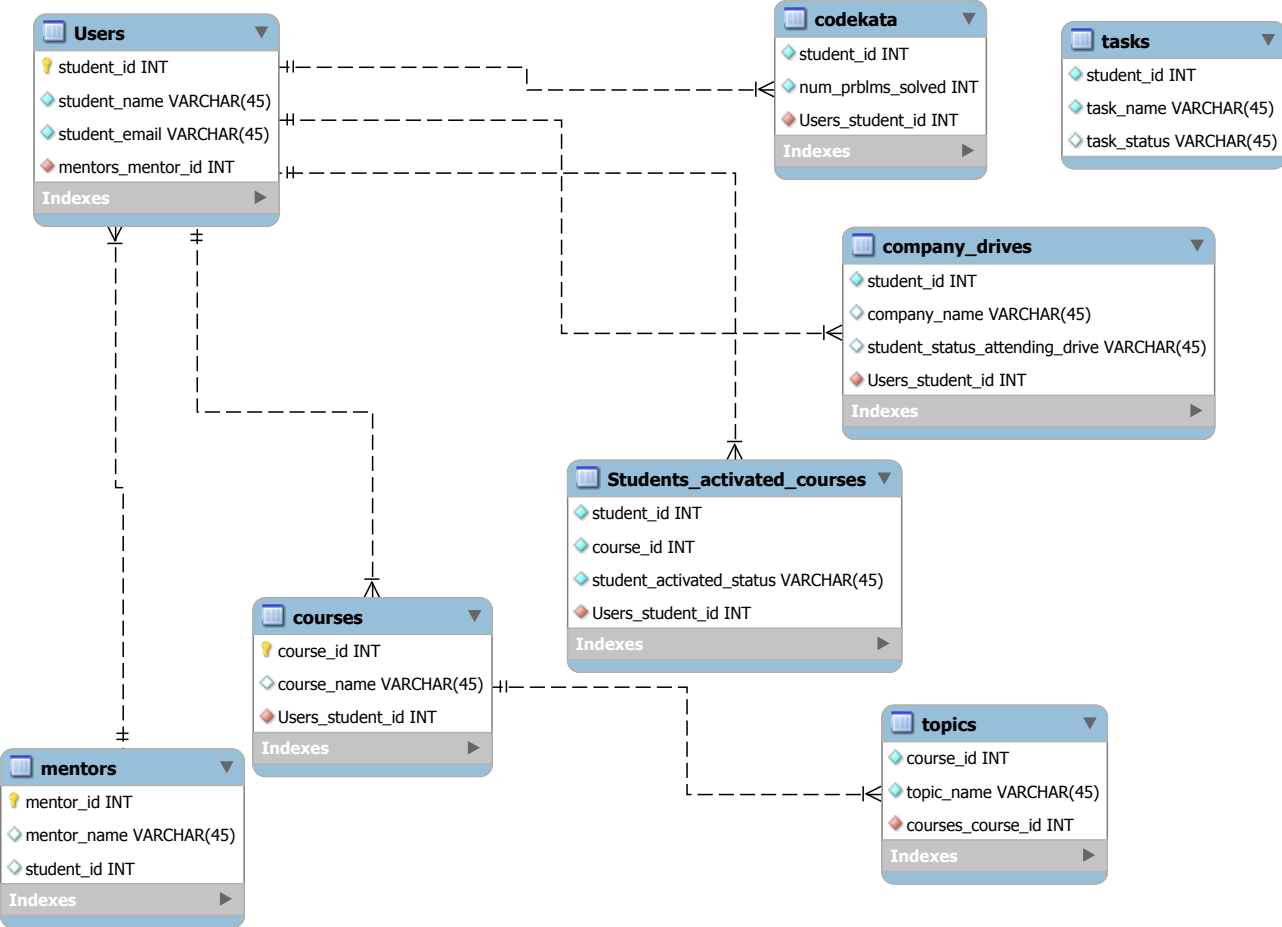 Users
student_id INT
student_name VARCHAR(45)
student_email VARCHAR(45)
mentors_mentor_id INT
Indexes
codekata
student_id INT
num_prblms_solved INT
Users_student_id INT
Indexes
tasks
student_id INT
task_name VARCHAR(45)
task_status VARCHAR(45)
company_drives
student_id INT
company_name VARCHAR(45)
student_status_attending_drive VARCHAR(45)
Users_student_id INT
Indexes
Students_activated_courses
student_id INT
course_id INT
student_activated_status VARCHAR(45)
Users_student_id INT
Indexes
courses
course_id INT
course_name VARCHAR(45)
Users_student_id INT
Indexes
topics
course_id INT
topic_name VARCHAR(45)
courses_course_id INT
Indexes
mentors
mentor_id INT
mentor_name VARCHAR(45)
student_id INT
Indexes